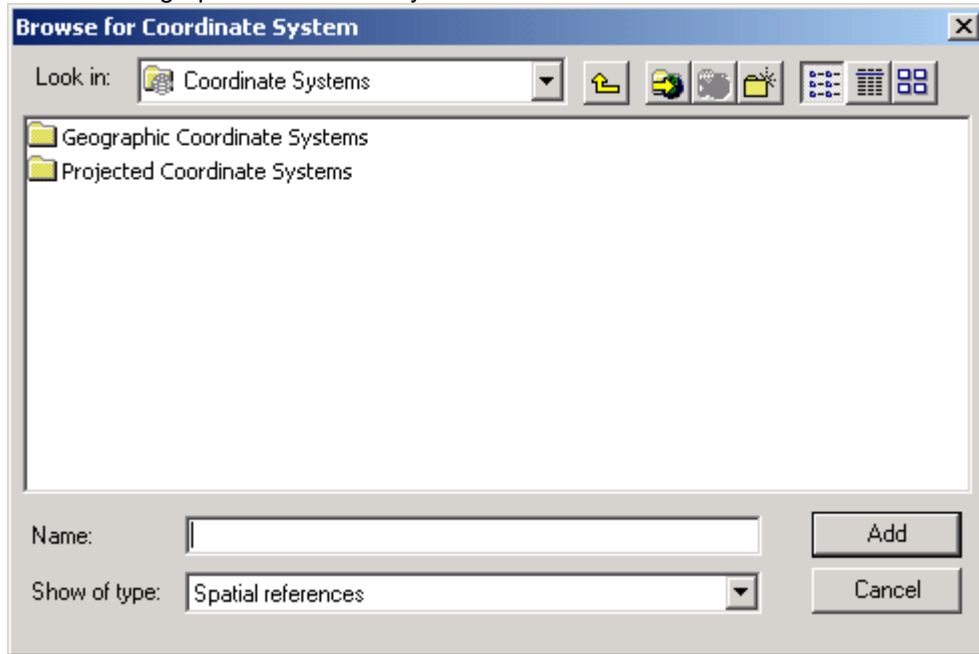 Browse for Coordinate System
Look in: Coordinate Systems
Geographic Coordinate Systems
Projected Coordinate Systems
Name: Add
Show of type: Spatial references Cancel